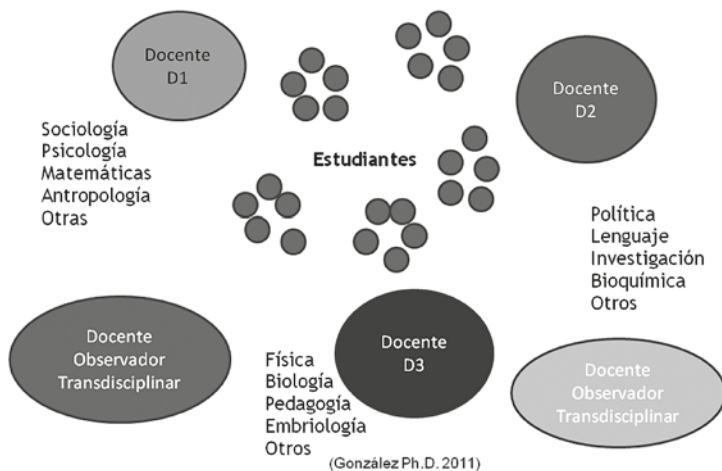 Docente
D1
Docente
D2
Sociología
Psicología
Matemáticas
Antropología
Otras
Estudiantes
Política
Lenguaje
Investigación
Bioquímica
Otros
Docente
Observador
Transdisciplinar
Física
Biología
Pedagogía
Embriología
Otros
Docente
D3
Docente
Observador
Transdisciplinar
(González Ph.D. 2011)